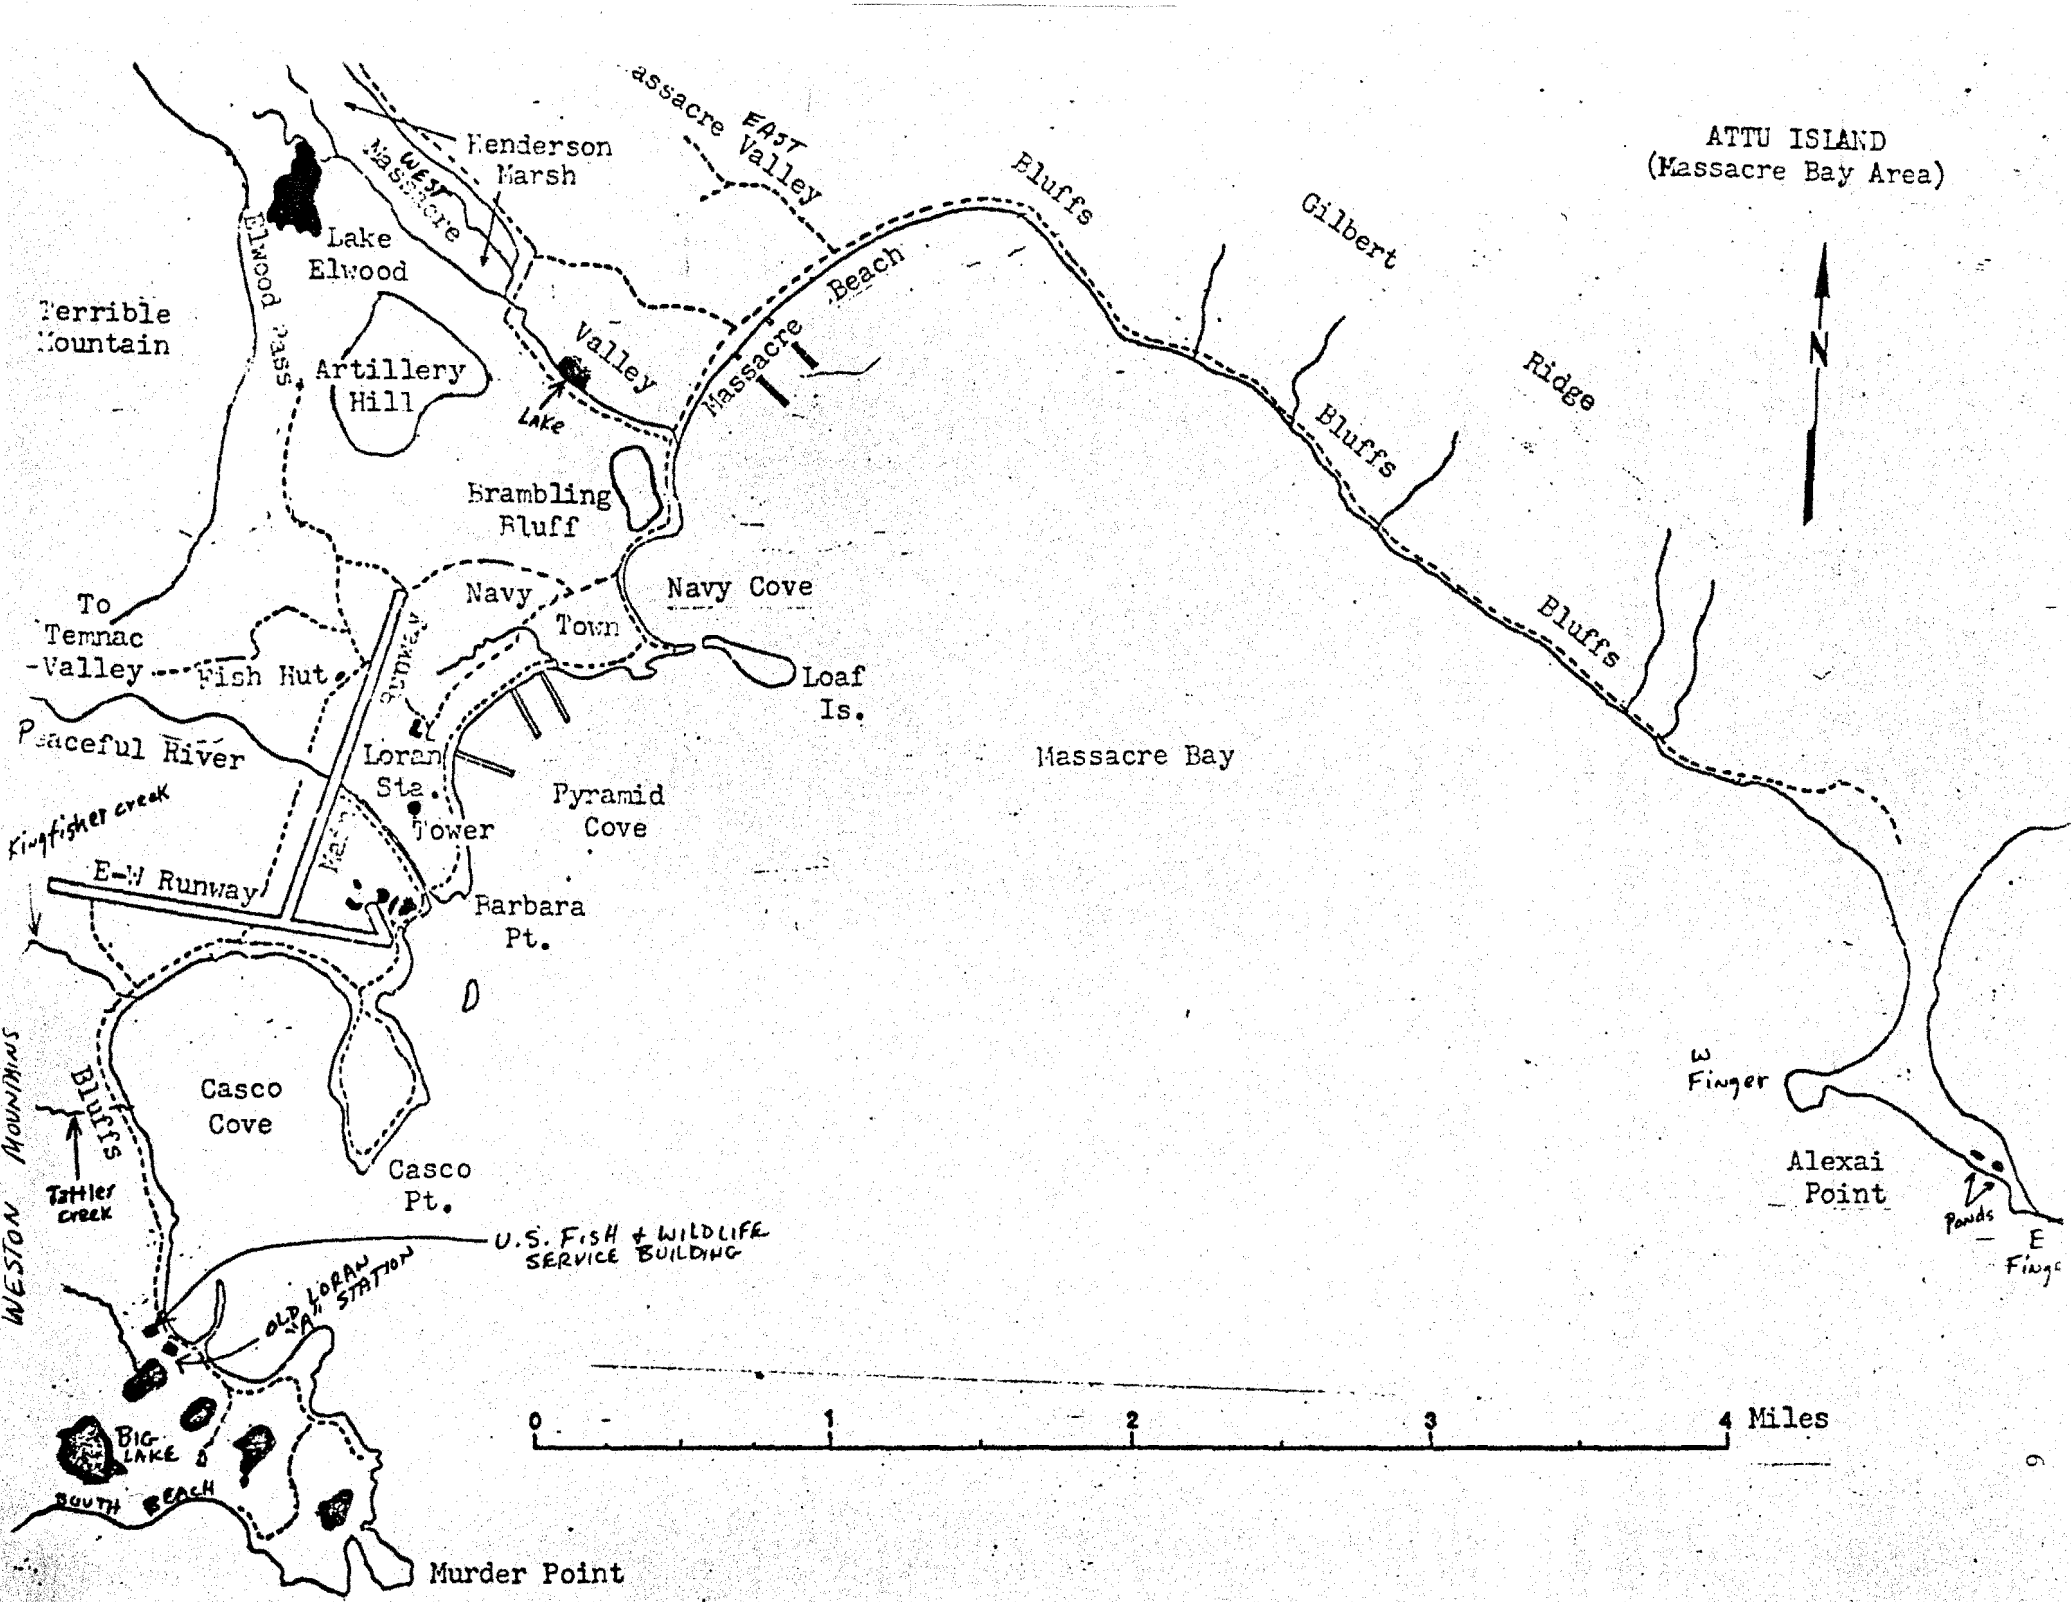 ATTU ISLAND
(Massacre Bay Area)
N
assacre Valley
EAST
Henderson
Marsh
WEST
Massacre
Valley
Lake
Elwood
Elwood Pass
Terrible
Mountain
Artillery
Hill
LAKE
Massacre Beach
Bluffs
Gilbert
Ridge
Bluffs
Bluffs
Brambling
Bluff
Navy Cove
Navy
Town
To
Temnac
-Valley
Fish Hut
Runway
Loaf
Is.
Peaceful River
Loran
Sta.
Massacre Bay
Pyramid
Cove
Tower
Main
Kingfisher creek
E-W Runway
Barbara
Pt.
Casco
Cove
Bluffs
WESTON MOUNTAINS
Casco
Pt.
Tattler
creek
W
Finger
Alexai
Point
Ponds
E
Finge
U.S. FISH & WILDLIFE
SERVICE BUILDING
OLD LORAN
"A" STATION
BIG
LAKE
SOUTH BEACH
Murder Point
0 1 2 3 4 Miles
6